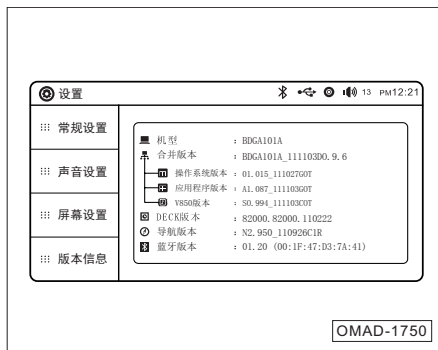 设置 13 PM12:21
常规设置
声音设置
屏幕设置
版本信息
机型 : BDGA101A
合并版本 : BDGA101A_111103D0.9.6
操作系统版本 : 01.015_111027GOT
应用程序版本 : A1.087_111103GOT
V850版本 : S0.994_111103COT
DECK版本 : 82000.82000.110222
导航版本 : N2.950_110926C1R
蓝牙版本 : 01.20 (00:1F:47:D3:7A:41)
OMAD-1750